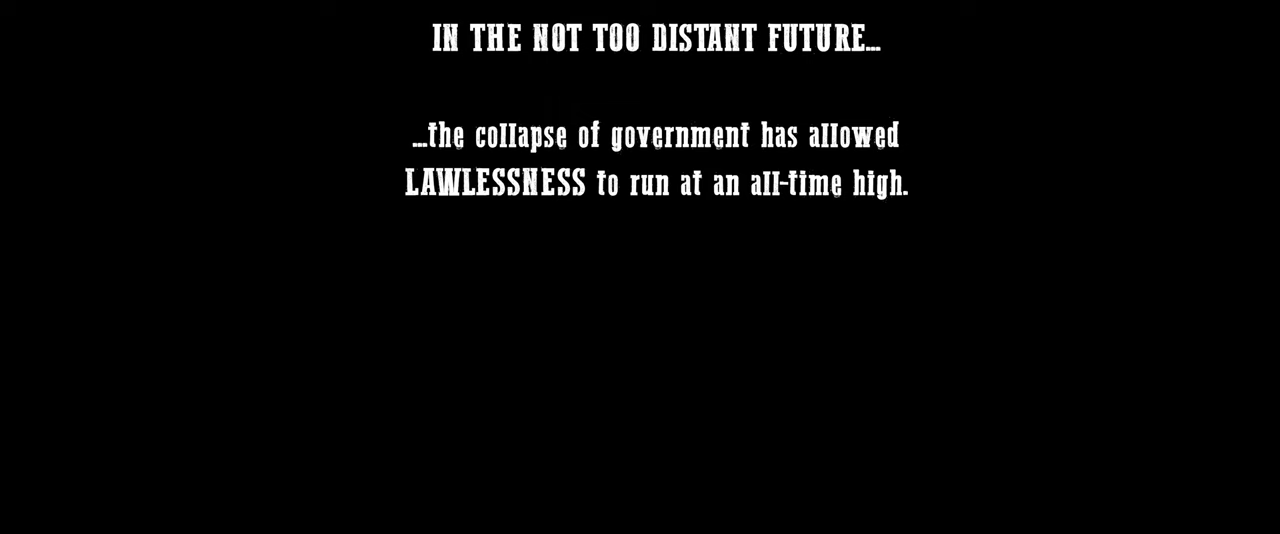 IN THE NOT TOO DISTANT FUTURE...
...the collapse of government has allowed
LAWLESSNESS to run at an all-time high.